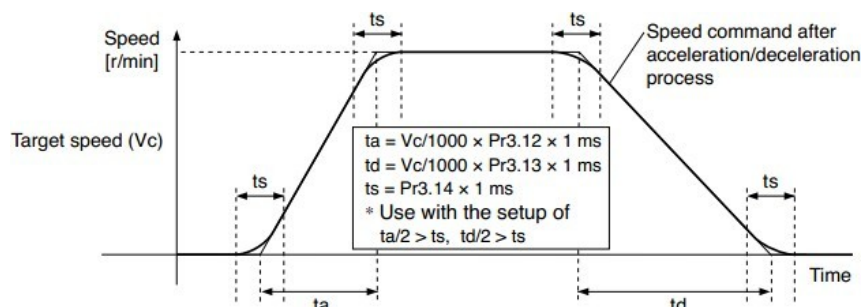 ts
ts
Speed
[r/min]
Speed command after
acceleration/deceleration
process
Target speed (Vc)
ta = Vc/1000 × Pr3.12 × 1 ms
td = Vc/1000 × Pr3.13 × 1 ms
ts = Pr3.14 × 1 ms
* Use with the setup of
ta/2 > ts, td/2 > ts
ts
ts
Time
ta
td